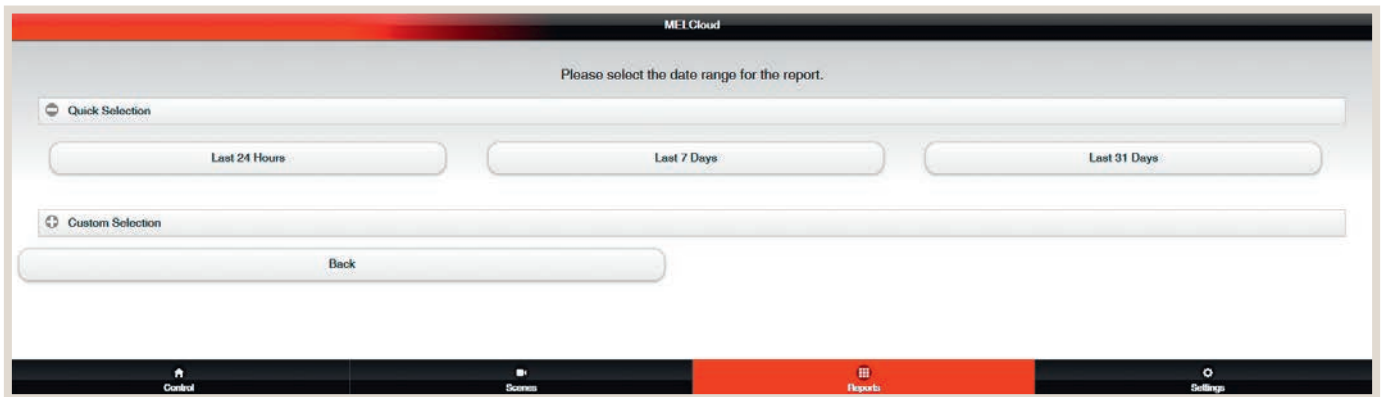 MELCloud
Please select the date range for the report.
Quick Selection
Last 24 Hours
Last 7 Days
Last 31 Days
Custom Selection
Back
Control
Scenes
Reports
Settings